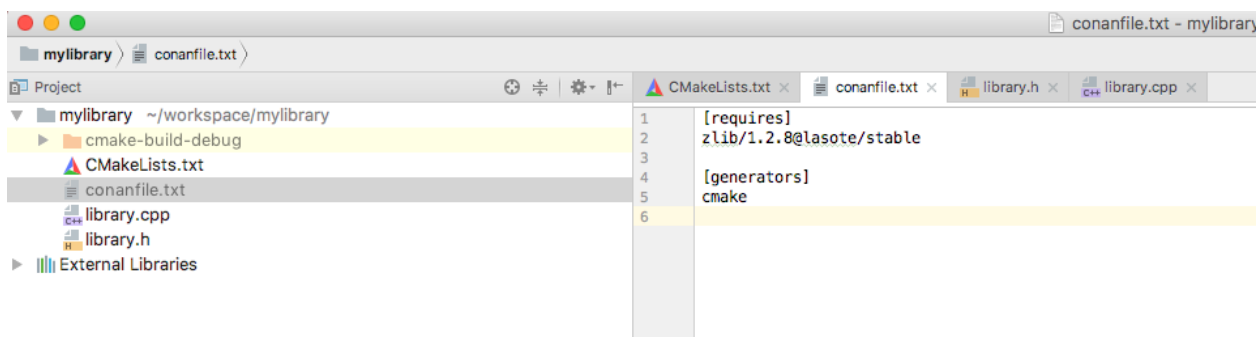 conanfile.txt - mylibrary
mylibrary conanfile.txt
Project
CMakeLists.txt conanfile.txt library.h library.cpp
mylibrary ~/workspace/mylibrary
cmake-build-debug
CMakeLists.txt
conanfile.txt
C++ library.cpp
H library.h
External Libraries
1 [requires]
2 zlib/1.2.8@lasote/stable
3
4 [generators]
5 cmake
6